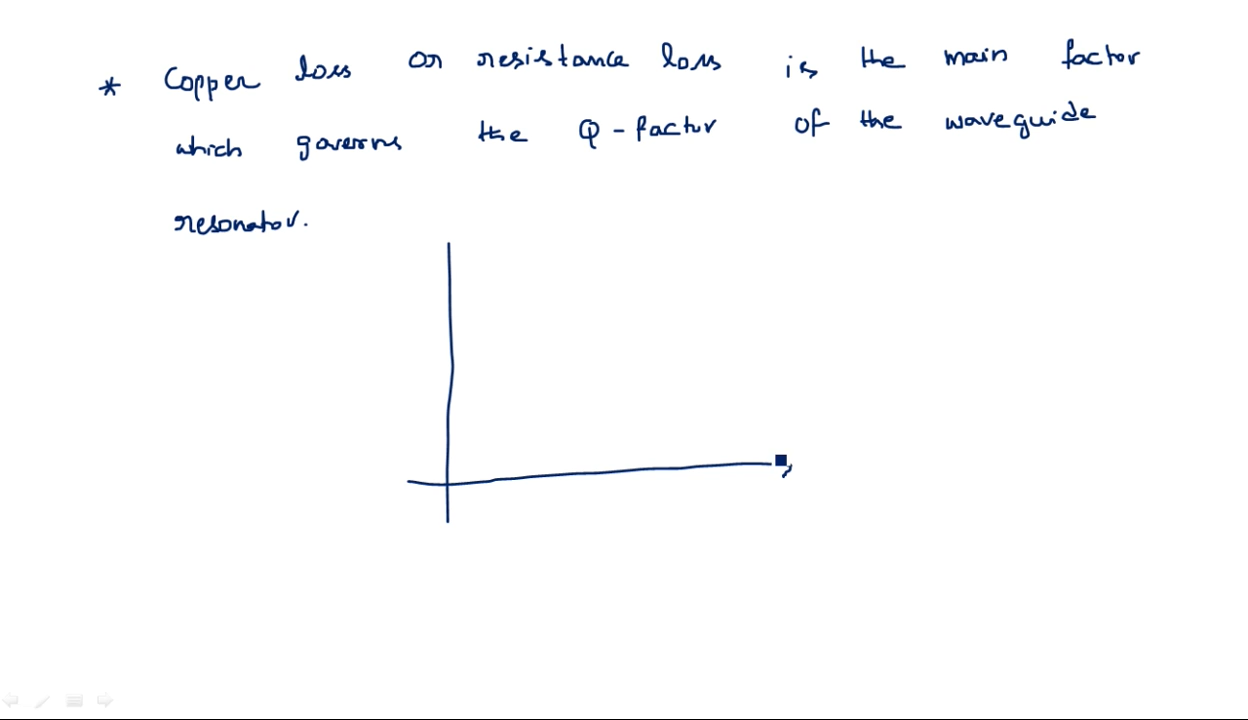 * Copper loss or resistance loss is the main factor
which governs the Q-factor of the waveguide
resonator.